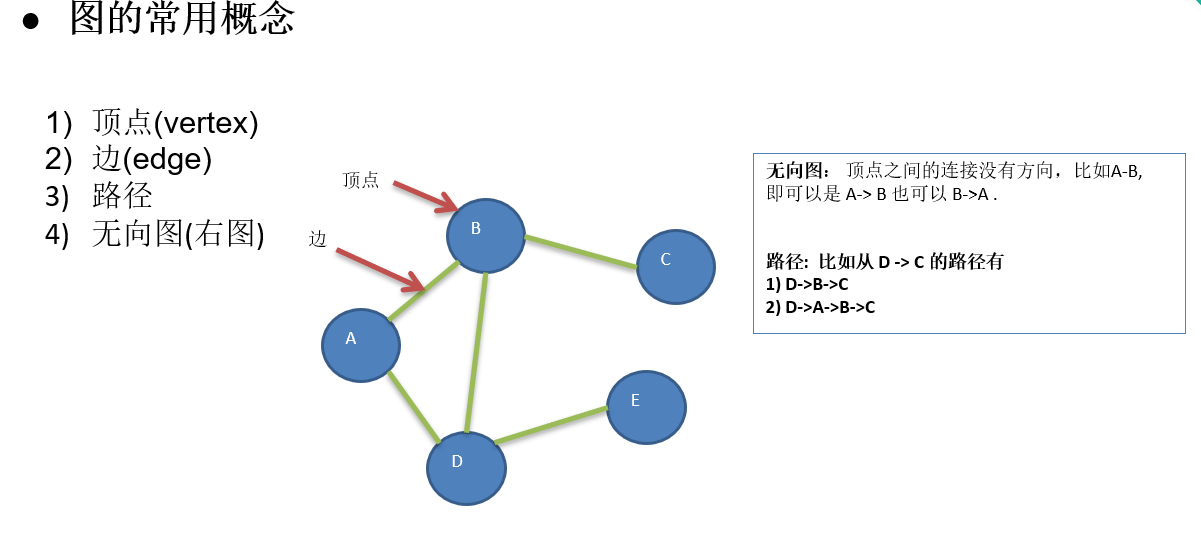 ● 图的常用概念
1) 顶点(vertex)
2) 边(edge)
3) 路径
4) 无向图(右图)
顶点
边
B
C
A
E
D
无向图： 顶点之间的连接没有方向，比如A-B,
即可以是 A-> B 也可以 B->A .
路径: 比如从 D -> C 的路径有
1) D->B->C
2) D->A->B->C